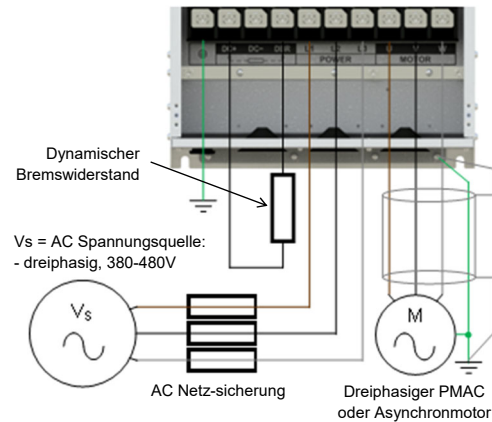 DC+ DC- DBR L1 L2 L3 U V W
POWER MOTOR
Dynamischer
Bremswiderstand
Vs = AC Spannungsquelle:
- dreiphasig, 380-480V
Vs
M
AC Netz-sicherung
Dreiphasiger PMAC
oder Asynchronmotor